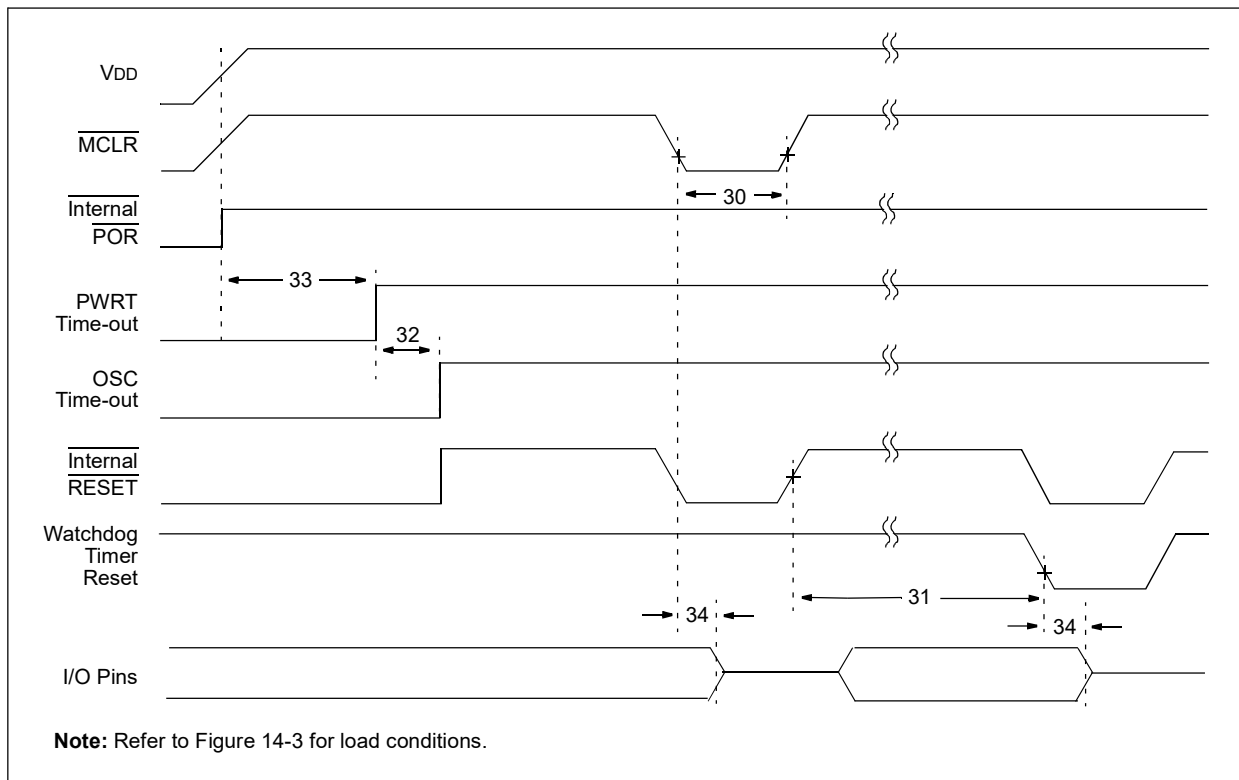 VDD
MCLR
Internal
POR
30
33
PWRT
Time-out
32
OSC
Time-out
Internal
RESET
Watchdog
Timer
Reset
31
34
34
I/O Pins
Note: Refer to Figure 14-3 for load conditions.